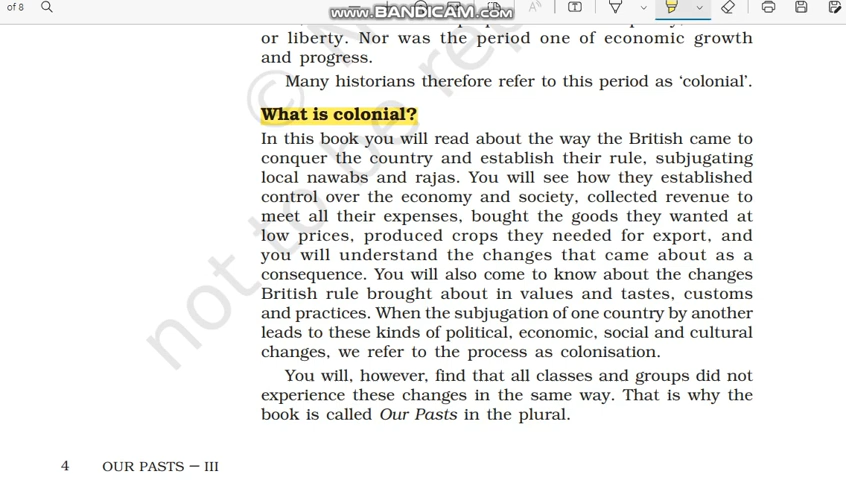 of 8
www.BANDICAM.com
or liberty. Nor was the period one of economic growth
and progress.
Many historians therefore refer to this period as ‘colonial’.
What is colonial?
In this book you will read about the way the British came to
conquer the country and establish their rule, subjugating
local nawabs and rajas. You will see how they established
control over the economy and society, collected revenue to
meet all their expenses, bought the goods they wanted at
low prices, produced crops they needed for export, and
you will understand the changes that came about as a
consequence. You will also come to know about the changes
British rule brought about in values and tastes, customs
and practices. When the subjugation of one country by another
leads to these kinds of political, economic, social and cultural
changes, we refer to the process as colonisation.
You will, however, find that all classes and groups did not
experience these changes in the same way. That is why the
book is called Our Pasts in the plural.
4 OUR PASTS – III
not to be rep